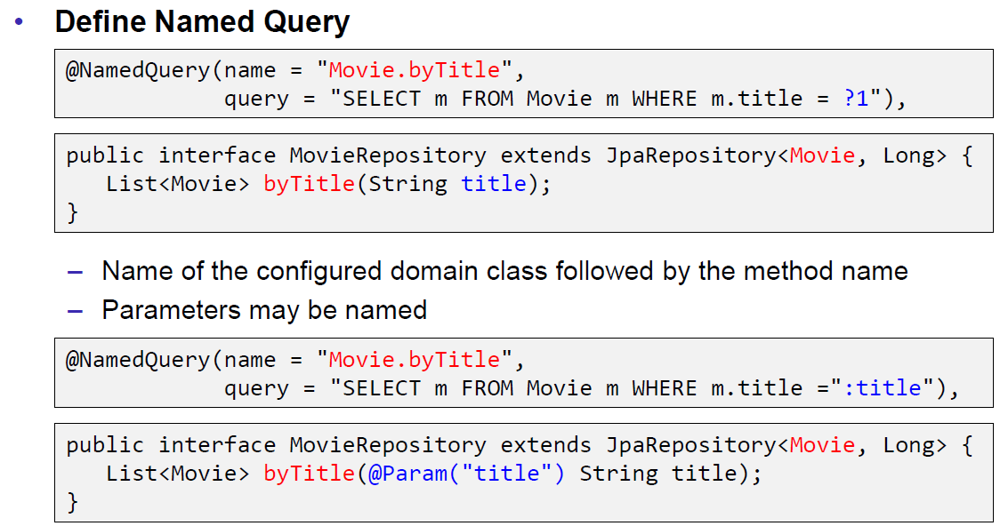 • Define Named Query
@NamedQuery(name = "Movie.byTitle",
            query = "SELECT m FROM Movie m WHERE m.title = ?1"),
public interface MovieRepository extends JpaRepository<Movie, Long> {
   List<Movie> byTitle(String title);
}
– Name of the configured domain class followed by the method name
– Parameters may be named
@NamedQuery(name = "Movie.byTitle",
            query = "SELECT m FROM Movie m WHERE m.title =":title"),
public interface MovieRepository extends JpaRepository<Movie, Long> {
   List<Movie> byTitle(@Param("title") String title);
}